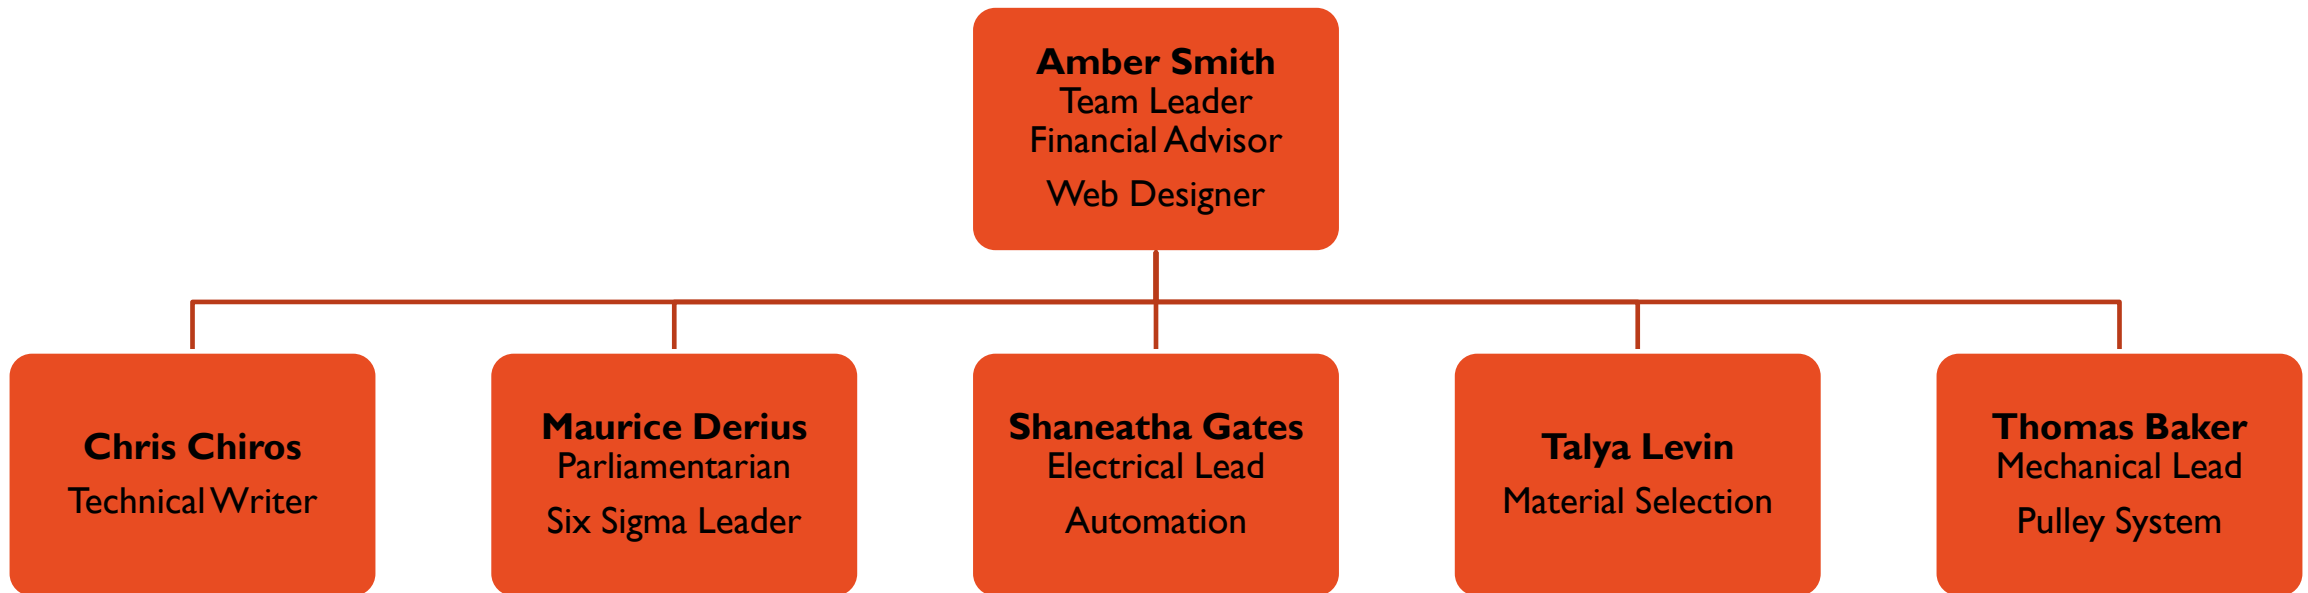 Amber Smith
Team Leader
Financial Advisor
Web Designer
Chris Chiros
Technical Writer
Maurice Derius
Parliamentarian
Six Sigma Leader
Shaneatha Gates
Electrical Lead
Automation
Talya Levin
Material Selection
Thomas Baker
Mechanical Lead
Pulley System